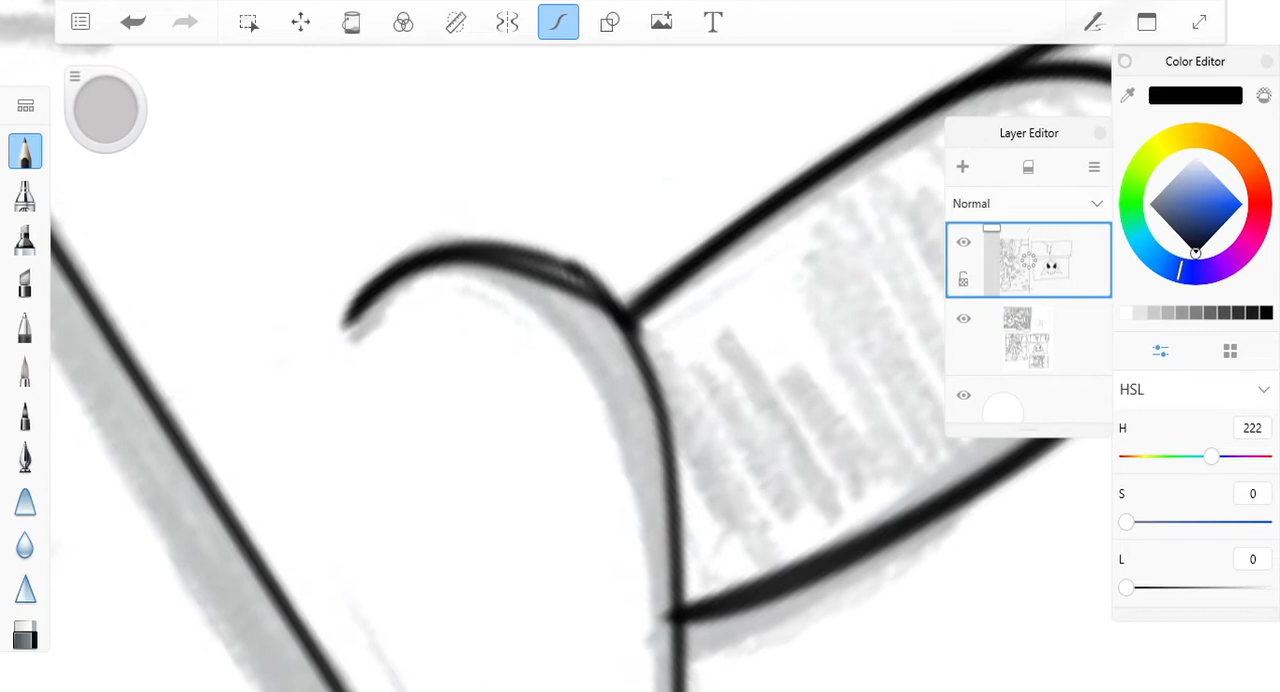 T
Color Editor
Layer Editor
Normal
HSL
H 222
S 0
L 0